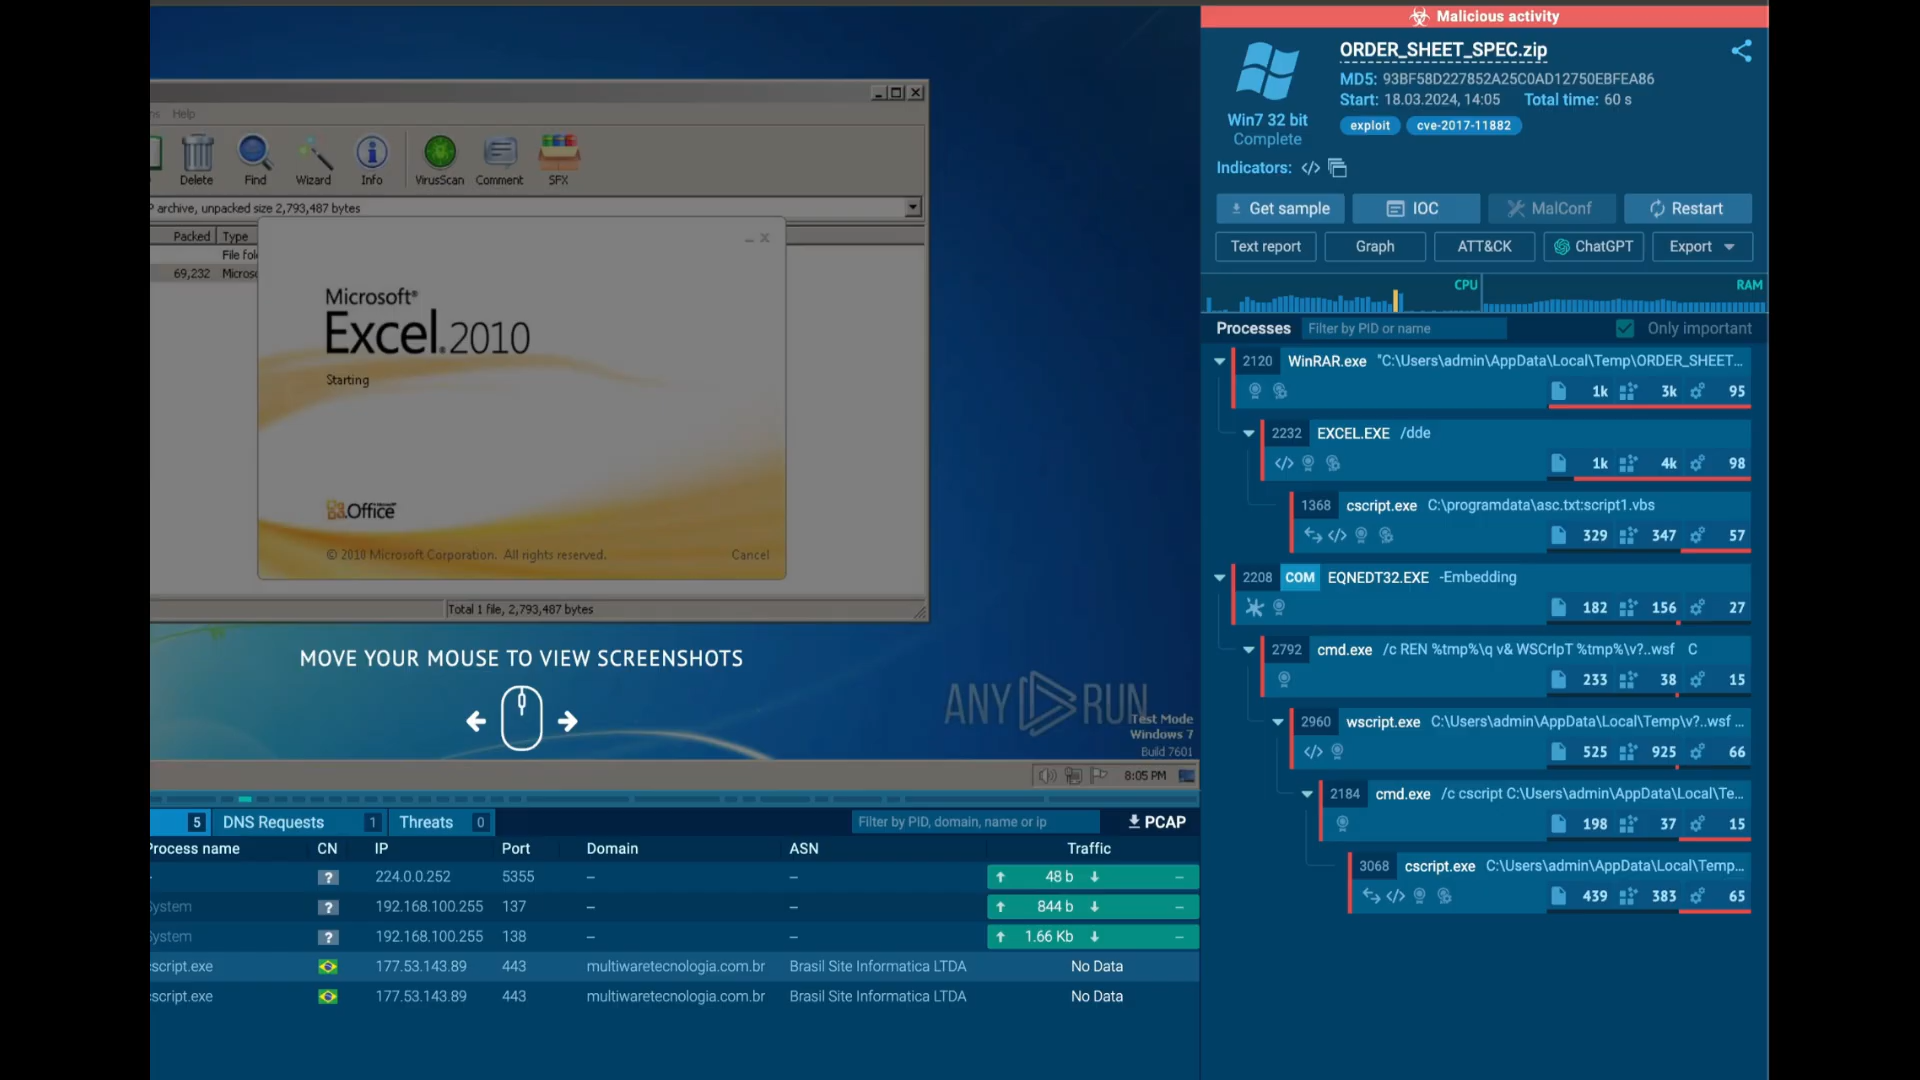 Malicious activity
ORDER_SHEET_SPEC.zip
MD5: 93BF58D227852A25C0AD12750EBFEA86
Start: 18.03.2024, 14:05 Total time: 60 s
Win7 32 bit
Complete
exploit cve-2017-11882
Indicators:
Get sample IOC MalConf Restart
Text report Graph ATT&CK ChatGPT Export
CPU RAM
Processes Filter by PID or name Only important
2120 WinRAR.exe "C:\Users\admin\AppData\Local\Temp\ORDER_SHEET...
1k 3k 95
2232 EXCEL.EXE /dde
1k 4k 98
1368 cscript.exe C:\programdata\asc.txt:script1.vbs
329 347 57
2208 COM EQNEDT32.EXE -Embedding
182 156 27
2792 cmd.exe /c REN %tmp%\q v& WSCrIpT %tmp%\v?..wsf C
233 38 15
2960 wscript.exe C:\Users\admin\AppData\Local\Temp\v?..wsf ...
525 925 66
2184 cmd.exe /c cscript C:\Users\admin\AppData\Local\Te...
198 37 15
3068 cscript.exe C:\Users\admin\AppData\Local\Temp...
439 383 65
Help
Delete Find Wizard Info VirusScan Comment SFX
P archive, unpacked size 2,793,487 bytes
Packed Type
File fol
69,232 Micros
Microsoft®
Excel 2010
Starting
Office
© 2010 Microsoft Corporation. All rights reserved. Cancel
Total 1 file, 2,793,487 bytes
MOVE YOUR MOUSE TO VIEW SCREENSHOTS
ANY RUN
Test Mode
Windows 7
Build 7601
8:05 PM
5 DNS Requests 1 Threats 0 Filter by PID, domain, name or ip PCAP
Process name CN IP Port Domain ASN Traffic
– ? 224.0.0.252 5355 – – 48 b –
System ? 192.168.100.255 137 – – 844 b –
System ? 192.168.100.255 138 – – 1.66 Kb –
cscript.exe 177.53.143.89 443 multiwaretecnologia.com.br Brasil Site Informatica LTDA No Data
cscript.exe 177.53.143.89 443 multiwaretecnologia.com.br Brasil Site Informatica LTDA No Data